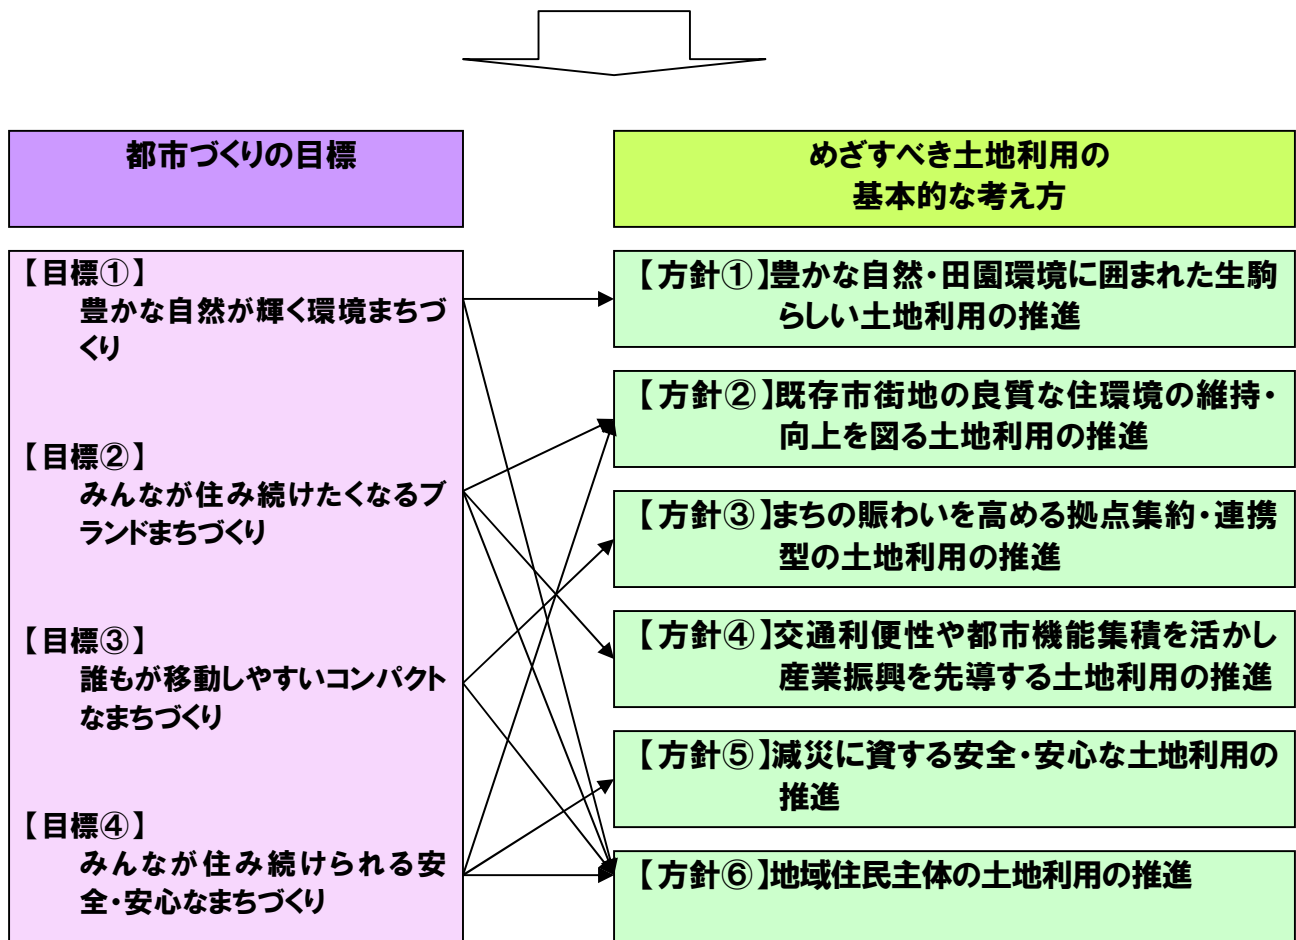 都市づくりの目標
めざすべき土地利用の
基本的な考え方
【目標①】
豊かな自然が輝く環境まちづ
くり
【目標②】
みんなが住み続けたくなるブ
ランドまちづくり
【目標③】
誰もが移動しやすいコンパクト
なまちづくり
【目標④】
みんなが住み続けられる安
全・安心なまちづくり
【方針①】豊かな自然・田園環境に囲まれた生駒
らしい土地利用の推進
【方針②】既存市街地の良質な住環境の維持・
向上を図る土地利用の推進
【方針③】まちの賑わいを高める拠点集約・連携
型の土地利用の推進
【方針④】交通利便性や都市機能集積を活かし
産業振興を先導する土地利用の推進
【方針⑤】減災に資する安全・安心な土地利用の
推進
【方針⑥】地域住民主体の土地利用の推進